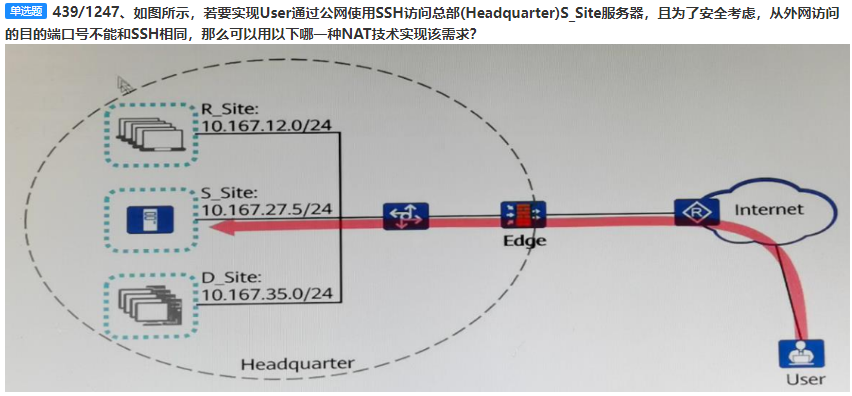 单选题 439/1247、如图所示，若要实现User通过公网使用SSH访问总部(Headquarter)S_Site服务器，且为了安全考虑，从外网访问
的目的端口号不能和SSH相同，那么可以用以下哪一种NAT技术实现该需求？
R_Site:
10.167.12.0/24
S_Site:
10.167.27.5/24
Edge
R
Internet
D_Site:
10.167.35.0/24
Headquarter
User